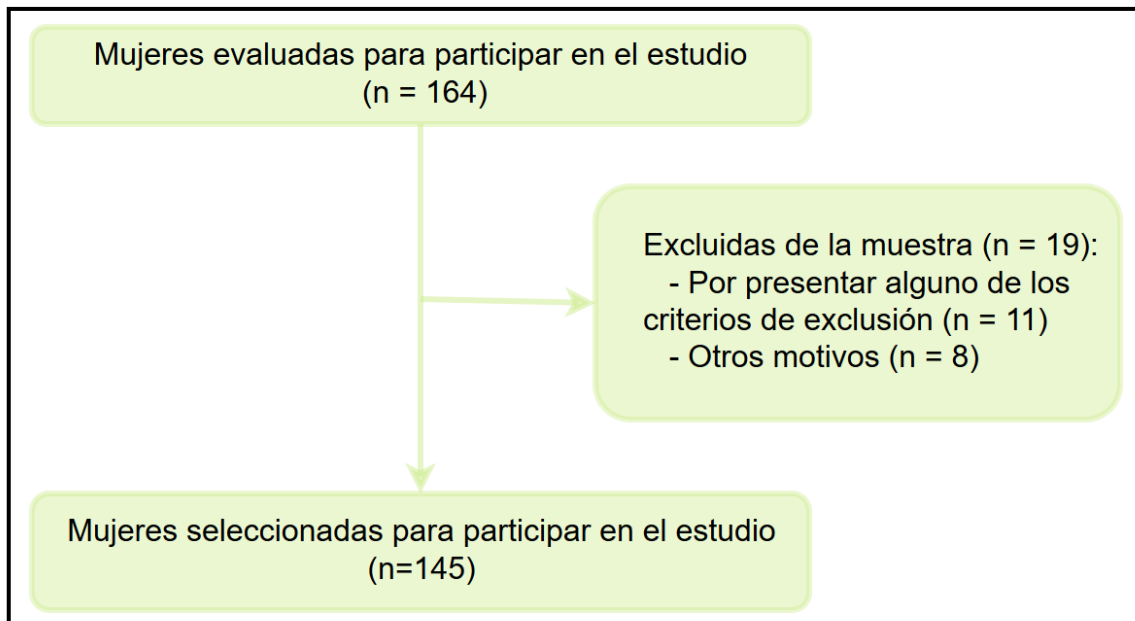 Mujeres evaluadas para participar en el estudio
(n = 164)
Excluidas de la muestra (n = 19):
- Por presentar alguno de los
criterios de exclusión (n = 11)
- Otros motivos (n = 8)
Mujeres seleccionadas para participar en el estudio
(n=145)